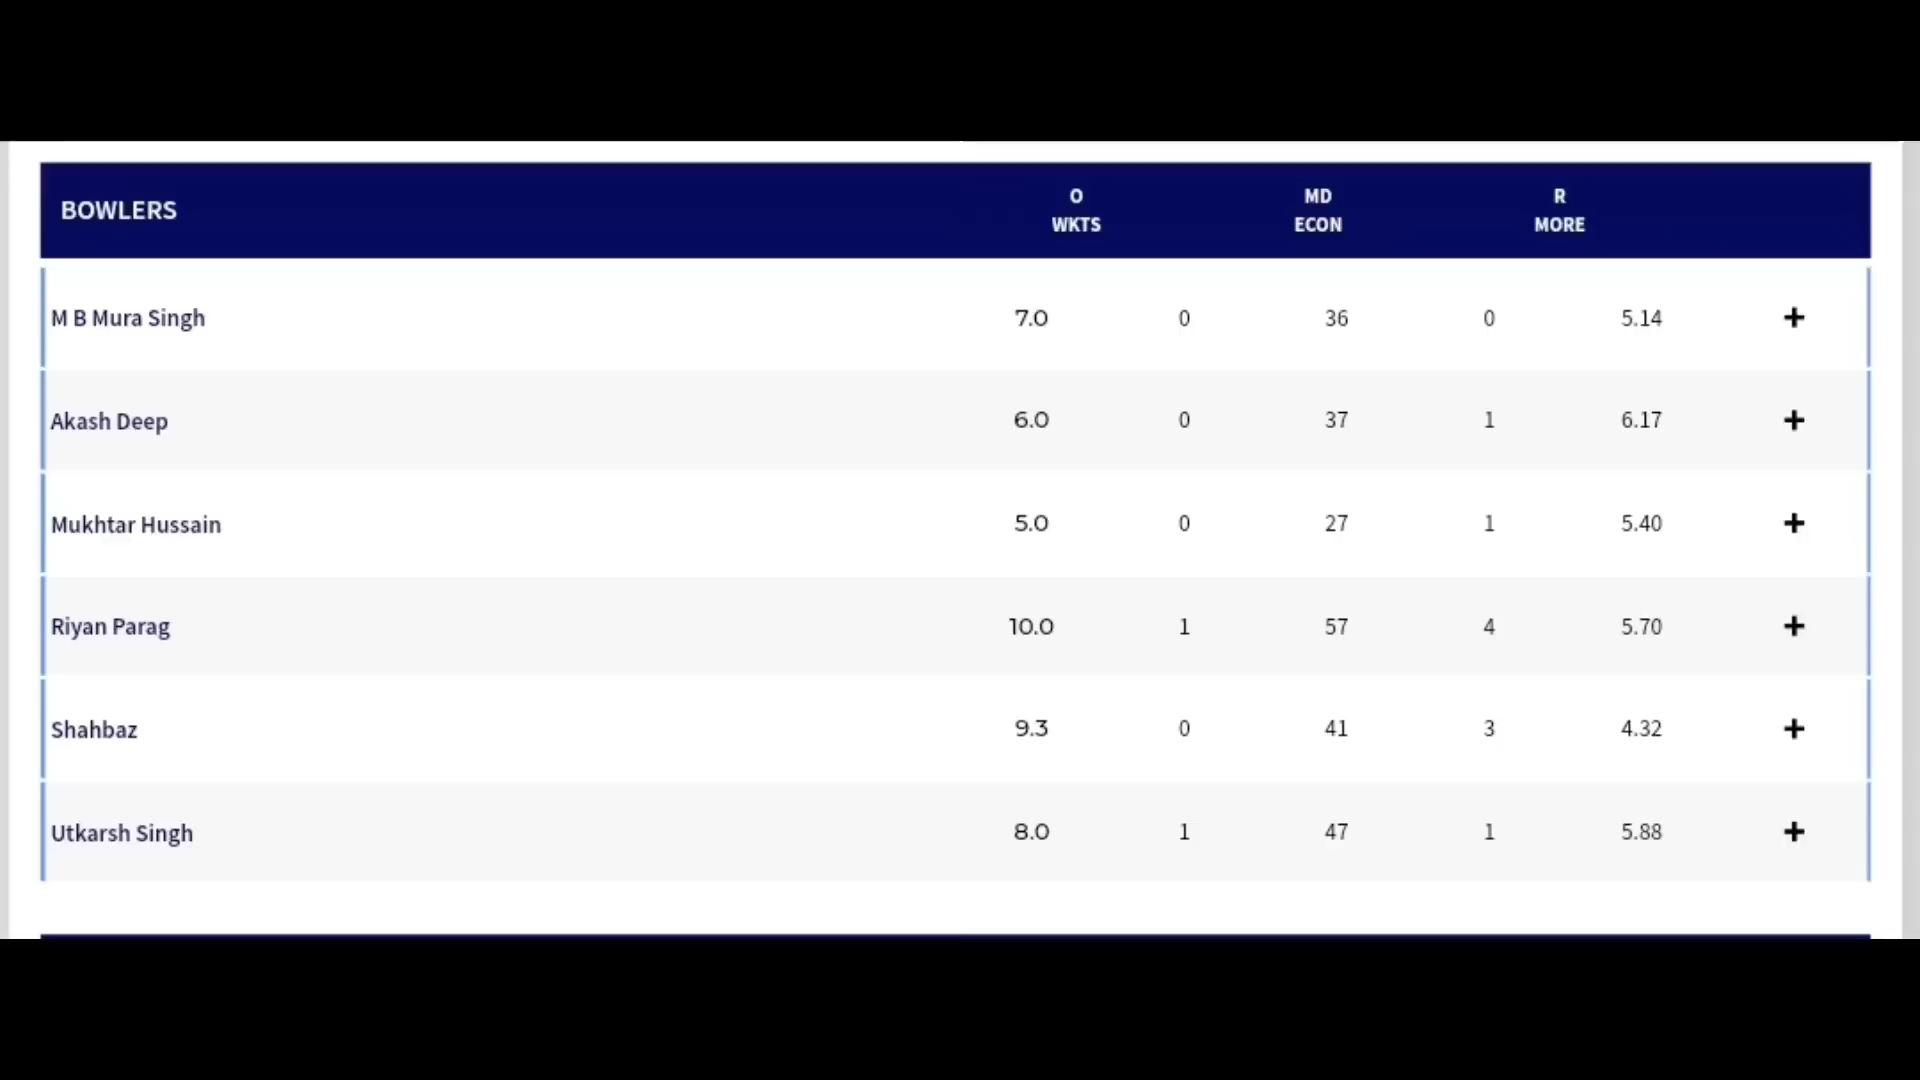 BOWLERS O MD R
WKTS ECON MORE
M B Mura Singh 7.0 0 36 0 5.14 +
Akash Deep 6.0 0 37 1 6.17 +
Mukhtar Hussain 5.0 0 27 1 5.40 +
Riyan Parag 10.0 1 57 4 5.70 +
Shahbaz 9.3 0 41 3 4.32 +
Utkarsh Singh 8.0 1 47 1 5.88 +